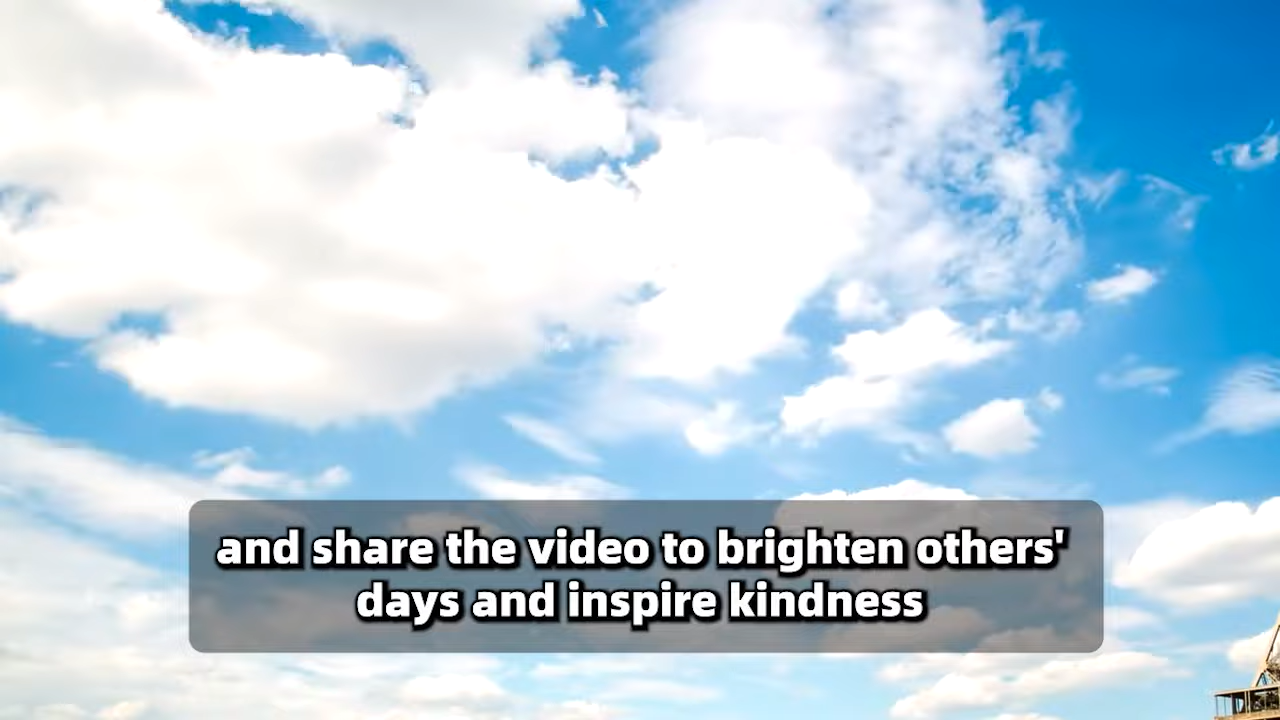 and share the video to brighten others'
days and inspire kindness